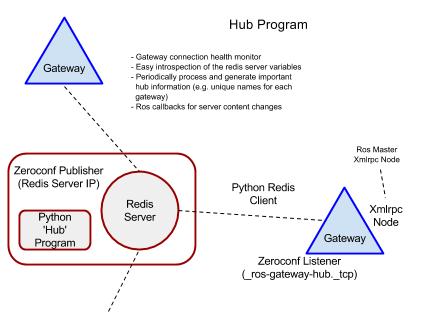 Hub Program
Gateway
- Gateway connection health monitor
- Easy introspection of the redis server variables
- Periodically process and generate important
hub information (e.g. unique names for each
gateway)
- Ros callbacks for server content changes
Zeroconf Publisher
(Redis Server IP)
Python
'Hub'
Program
Redis
Server
Python Redis
Client
Ros Master
Xmlrpc Node
Xmlrpc
Node
Gateway
Zeroconf Listener
(_ros-gateway-hub._tcp)